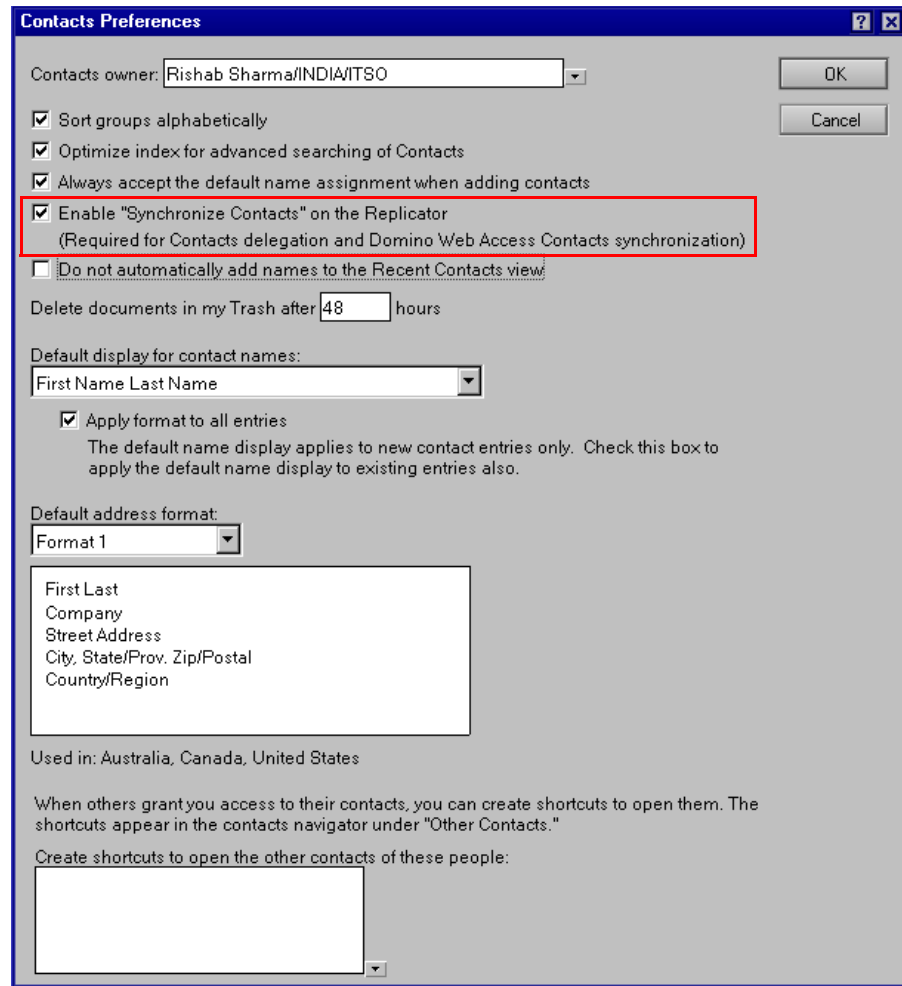 Contacts Preferences
Contacts owner: Rishab Sharma/INDIA/ITSO
OK
Sort groups alphabetically
Cancel
Optimize index for advanced searching of Contacts
Always accept the default name assignment when adding contacts
Enable "Synchronize Contacts" on the Replicator
(Required for Contacts delegation and Domino Web Access Contacts synchronization)
Do not automatically add names to the Recent Contacts view
Delete documents in my Trash after 48 hours
Default display for contact names:
First Name Last Name
Apply format to all entries
The default name display applies to new contact entries only.  Check this box to
apply the default name display to existing entries also.
Default address format:
Format 1
First Last
Company
Street Address
City, State/Prov. Zip/Postal
Country/Region
Used in: Australia, Canada, United States
When others grant you access to their contacts, you can create shortcuts to open them. The
shortcuts appear in the contacts navigator under "Other Contacts."
Create shortcuts to open the other contacts of these people: